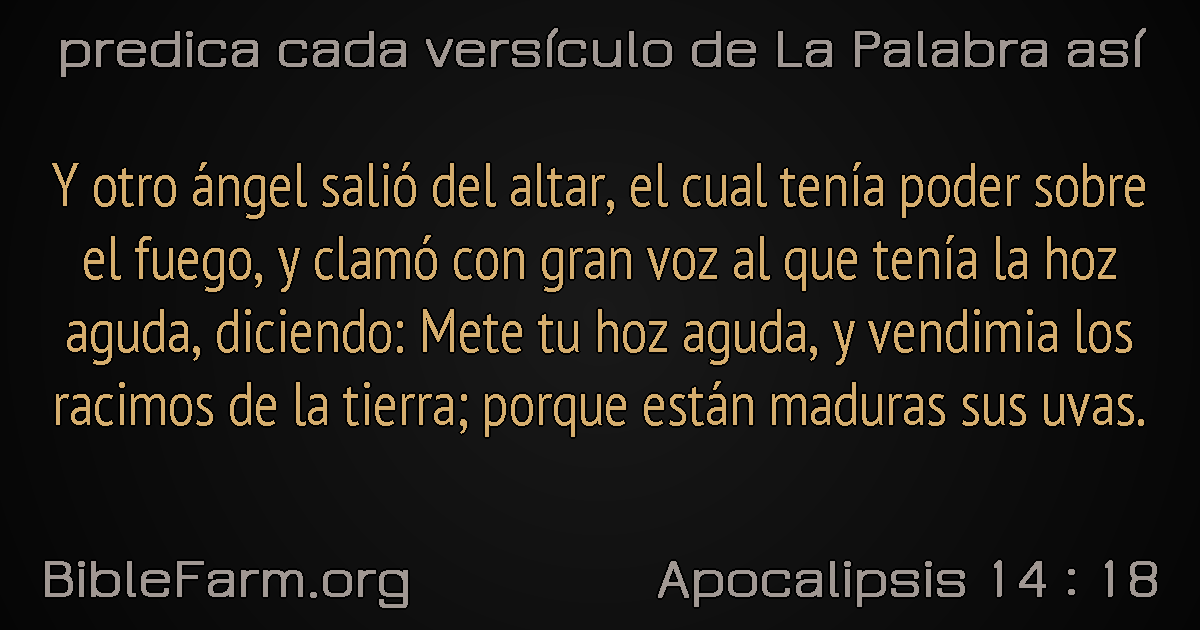 predica cada versículo de La Palabra así
Y otro ángel salió del altar, el cual tenía poder sobre
el fuego, y clamó con gran voz al que tenía la hoz
aguda, diciendo: Mete tu hoz aguda, y vendimia los
racimos de la tierra; porque están maduras sus uvas.
BibleFarm.org
Apocalipsis 14 : 18